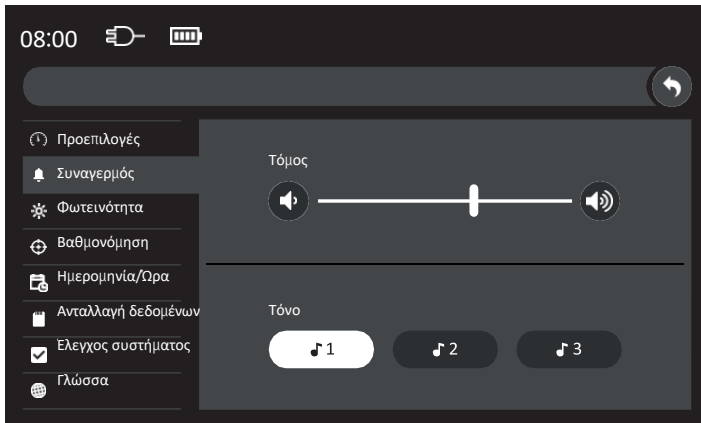 08:00
Προεπιλογές
Συναγερμός
Φωτεινότητα
Βαθμονόμηση
Ημερομηνία/Ώρα
Ανταλλαγή δεδομένων
Έλεγχος συστήματος
Γλώσσα
Τόμος
Τόνο
1
2
3